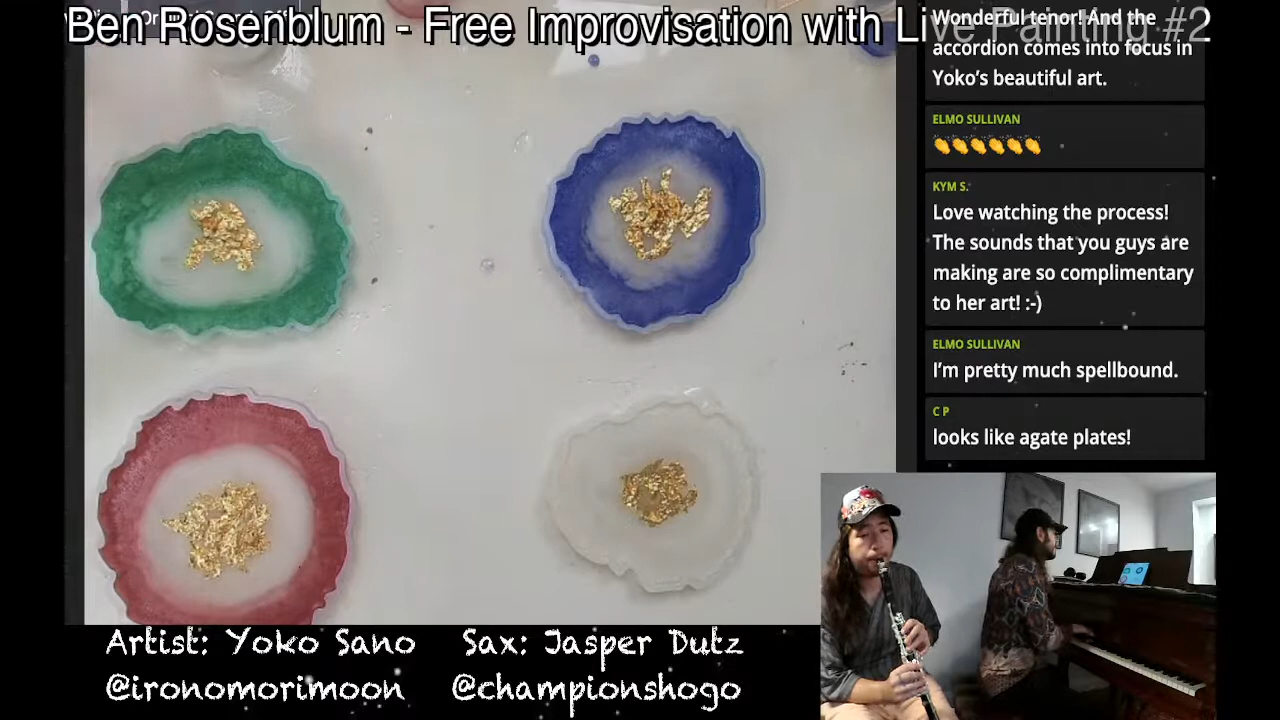 Ben Rosenblum - Free Improvisation with Live Painting #2
Wonderful tenor! And the
accordion comes into focus in
Yoko’s beautiful art.
ELMO SULLIVAN
👏👏👏👏👏👏
KYM S.
Love watching the process!
The sounds that you guys are
making are so complimentary
to her art! :-)
ELMO SULLIVAN
I’m pretty much spellbound.
C P
looks like agate plates!
Artist: Yoko Sano
Sax: Jasper Dutz
@ironomorimoon
@championshogo